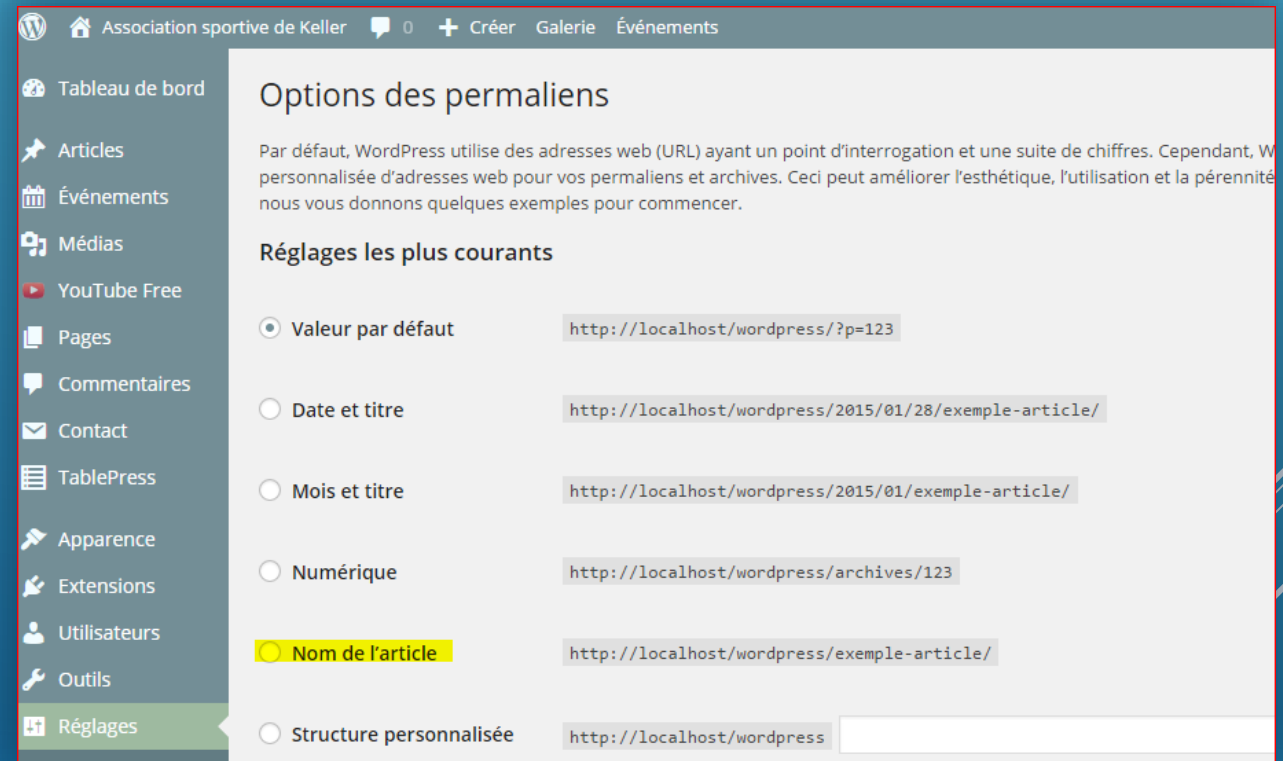 Association sportive de Keller 0 Créer Galerie Événements
Tableau de bord
Articles
Événements
Médias
YouTube Free
Pages
Commentaires
Contact
TablePress
Apparence
Extensions
Utilisateurs
Outils
Réglages
Options des permaliens
Par défaut, WordPress utilise des adresses web (URL) ayant un point d’interrogation et une suite de chiffres. Cependant, W
personnalisée d’adresses web pour vos permaliens et archives. Ceci peut améliorer l’esthétique, l’utilisation et la pérennité
nous vous donnons quelques exemples pour commencer.
Réglages les plus courants
Valeur par défaut http://localhost/wordpress/?p=123
Date et titre http://localhost/wordpress/2015/01/28/exemple-article/
Mois et titre http://localhost/wordpress/2015/01/exemple-article/
Numérique http://localhost/wordpress/archives/123
Nom de l’article http://localhost/wordpress/exemple-article/
Structure personnalisée http://localhost/wordpress